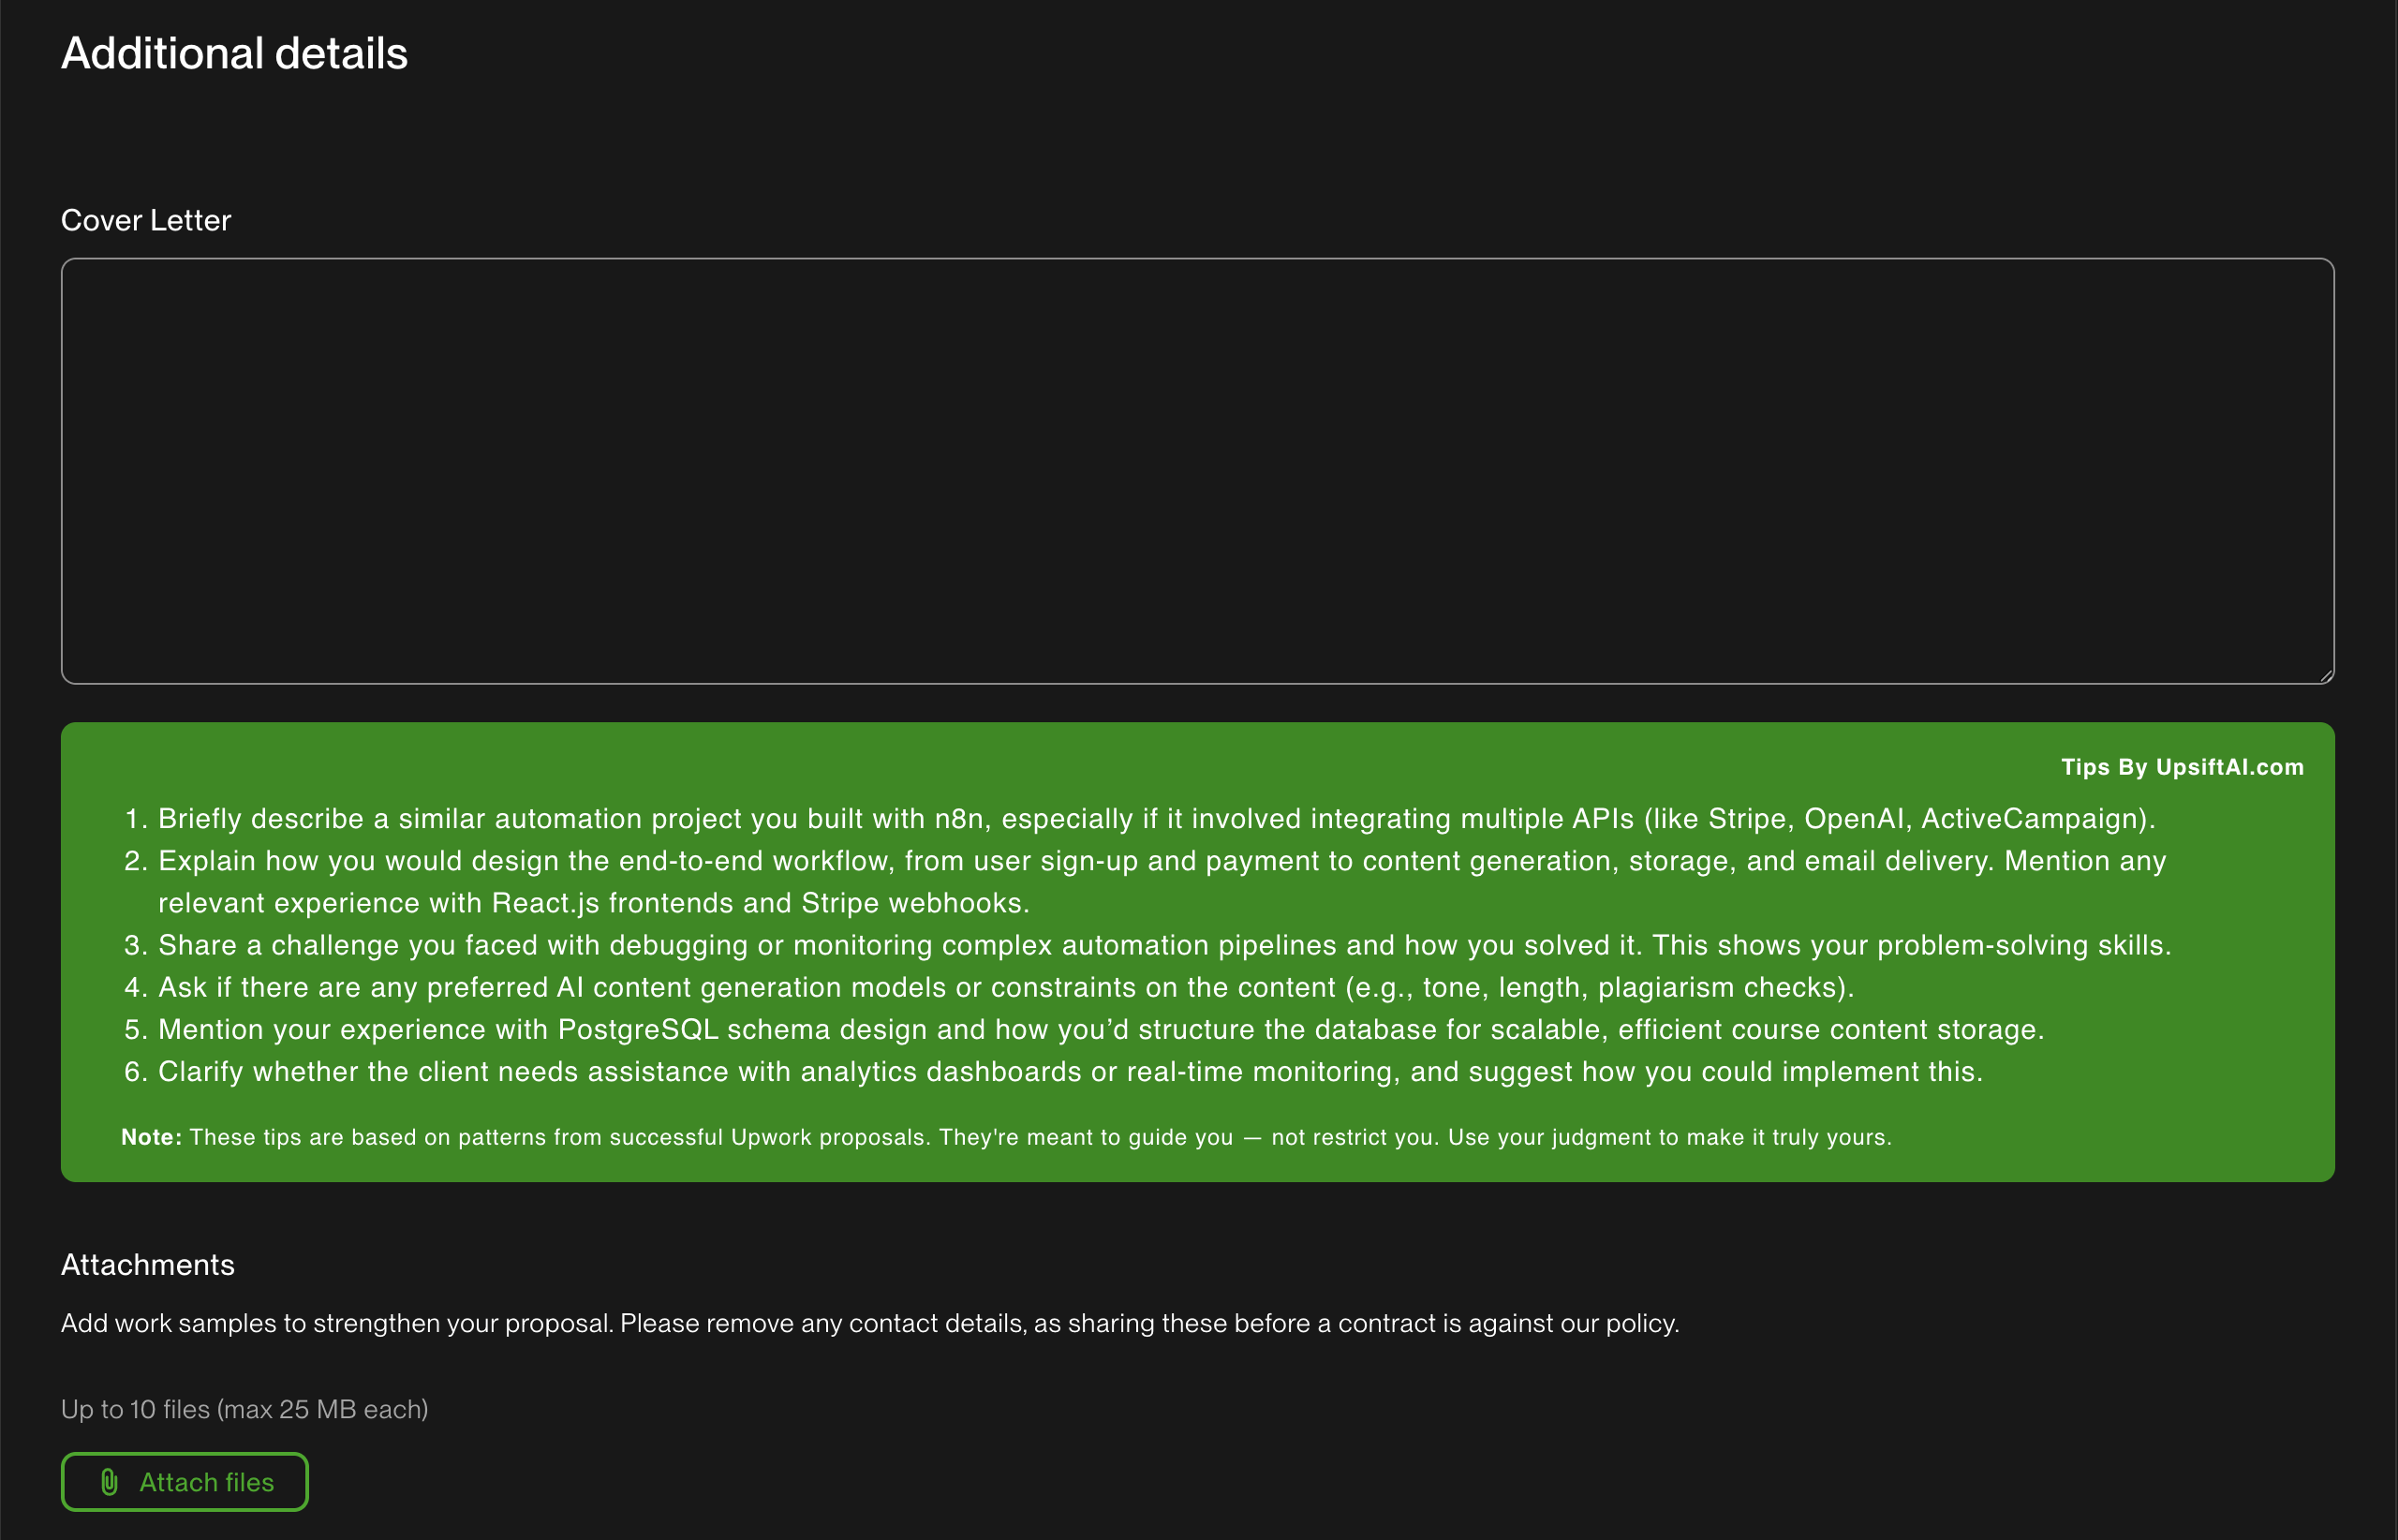 Additional details
Cover Letter
Tips By UpsiftAI.com
1. Briefly describe a similar automation project you built with n8n, especially if it involved integrating multiple APIs (like Stripe, OpenAI, ActiveCampaign).
2. Explain how you would design the end-to-end workflow, from user sign-up and payment to content generation, storage, and email delivery. Mention any
relevant experience with React.js frontends and Stripe webhooks.
3. Share a challenge you faced with debugging or monitoring complex automation pipelines and how you solved it. This shows your problem-solving skills.
4. Ask if there are any preferred AI content generation models or constraints on the content (e.g., tone, length, plagiarism checks).
5. Mention your experience with PostgreSQL schema design and how you’d structure the database for scalable, efficient course content storage.
6. Clarify whether the client needs assistance with analytics dashboards or real-time monitoring, and suggest how you could implement this.
Note: These tips are based on patterns from successful Upwork proposals. They're meant to guide you — not restrict you. Use your judgment to make it truly yours.
Attachments
Add work samples to strengthen your proposal. Please remove any contact details, as sharing these before a contract is against our policy.
Up to 10 files (max 25 MB each)
Attach files